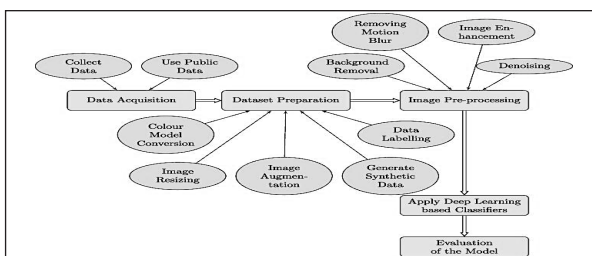 Removing
Motion
Blur
Image En-
hancement
Collect
Data
Use Public
Data
Background
Removal
Denoising
Data Acquisition
Dataset Preparation
Image Pre-processing
Colour
Model
Conversion
Data
Labelling
Image
Resizing
Image
Augmen-
tation
Generate
Synthetic
Data
Apply Deep Learning
based Classifiers
Evaluation
of the Model